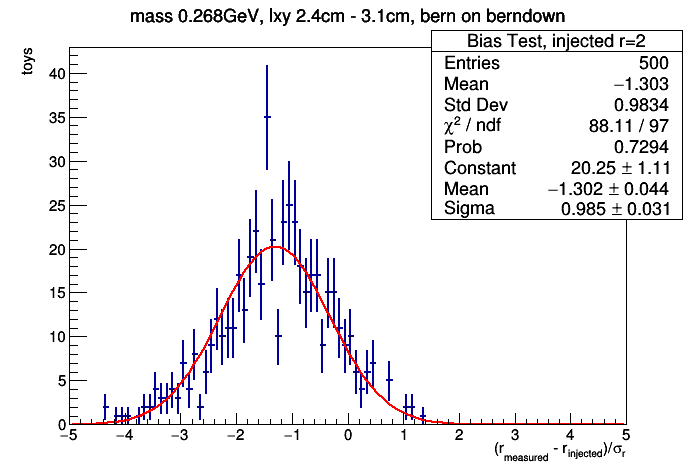 mass 0.268GeV, lxy 2.4cm - 3.1cm, bern on berndown
Bias Test, injected r=2
Entries 500
Mean −1.303
Std Dev 0.9834
χ² / ndf 88.11 / 97
Prob 0.7294
Constant 20.25 ± 1.11
Mean −1.302 ± 0.044
Sigma 0.985 ± 0.031
toys
40
35
30
25
20
15
10
5
0
−5 −4 −3 −2 −1 0 1 2 3 4 5
(r_measured - r_injected)/σ_r